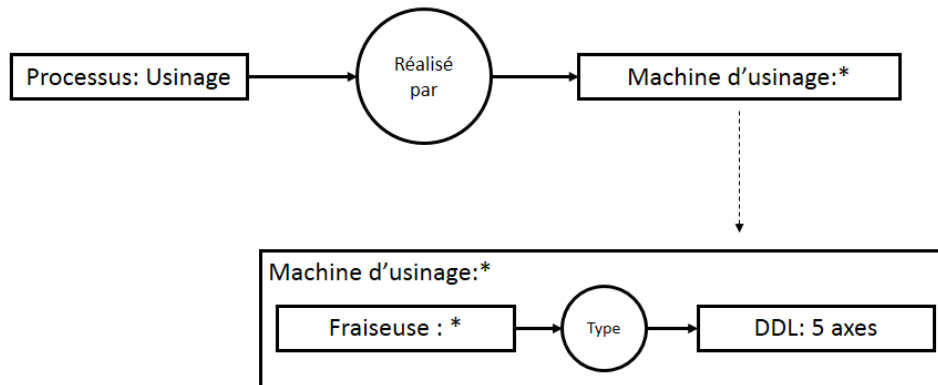 Processus: Usinage
Réalisé
par
Machine d’usinage:*
Machine d’usinage:*
Fraiseuse : *
Type
DDL: 5 axes